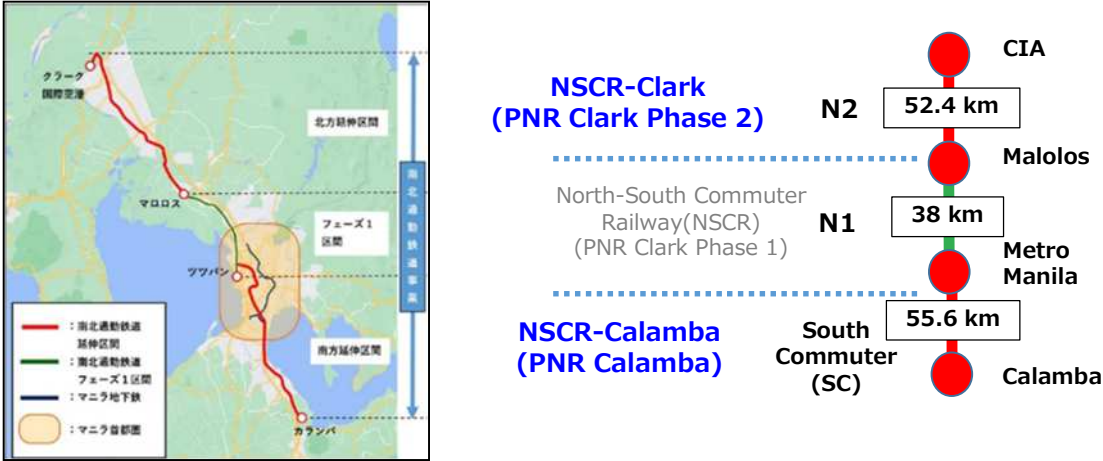 クラーク
国際空港
北方延伸区間
マロロス
フェーズ1
区間
ツツバン
南北通勤鉄道事業
南方延伸区間
カランバ
：南北通勤鉄道
延伸区間
：南北通勤鉄道
フェーズ1区間
：マニラ地下鉄
：マニラ首都圏
NSCR-Clark
(PNR Clark Phase 2)
North-South Commuter
Railway(NSCR)
(PNR Clark Phase 1)
NSCR-Calamba
(PNR Calamba)
CIA
N2
52.4 km
Malolos
N1
38 km
Metro
Manila
55.6 km
South
Commuter
(SC)
Calamba